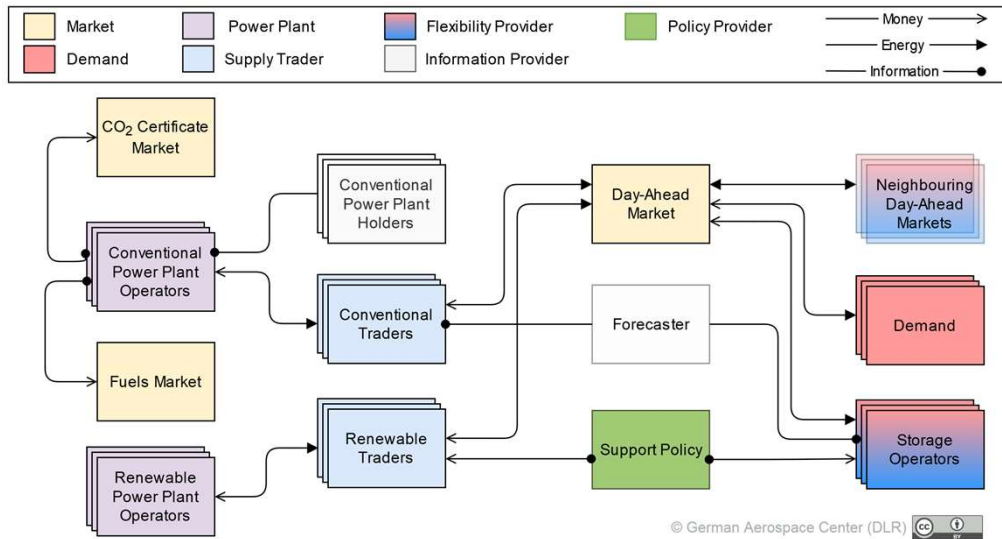 Market
Power Plant
Flexibility Provider
Policy Provider
Money
Demand
Supply Trader
Information Provider
Energy
Information
CO2 Certificate
Market
Conventional
Power Plant
Holders
Day-Ahead
Market
Neighbouring
Day-Ahead
Markets
Conventional
Power Plant
Operators
Conventional
Traders
Forecaster
Demand
Fuels Market
Renewable
Traders
Support Policy
Storage
Operators
Renewable
Power Plant
Operators
© German Aerospace Center (DLR)
cc
BY